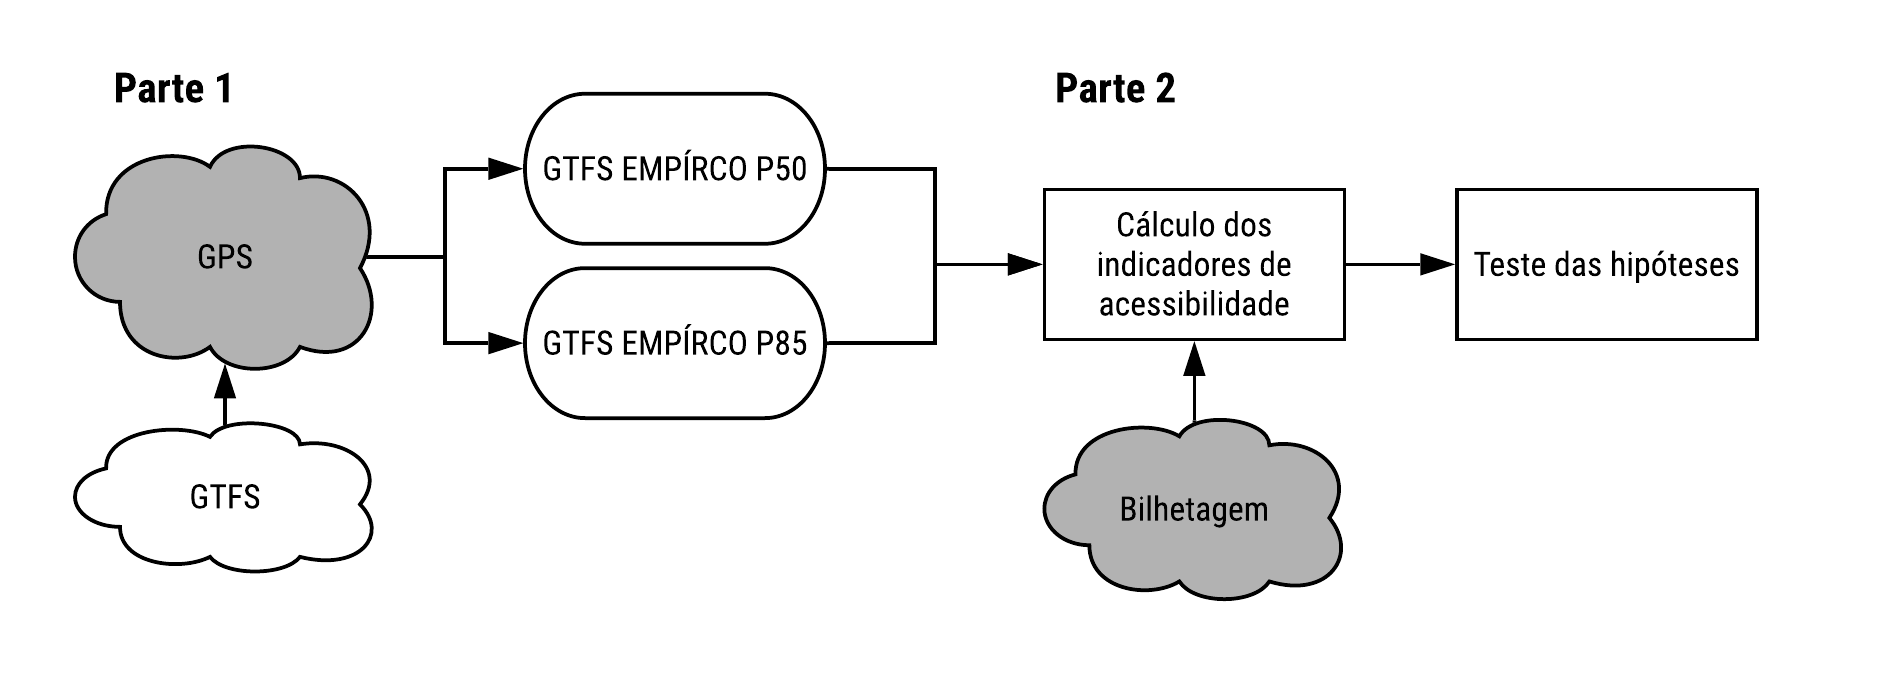 Parte 1
GPS
GTFS
GTFS EMPÍRCO P50
GTFS EMPÍRCO P85
Parte 2
Cálculo dos
indicadores de
acessibilidade
Bilhetagem
Teste das hipóteses